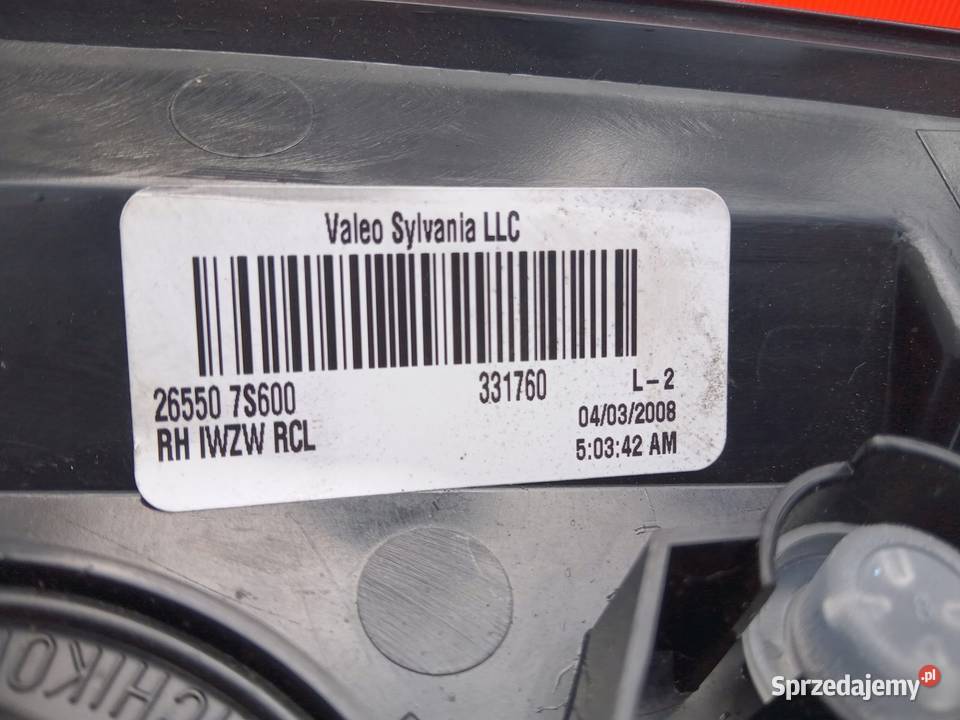 Valeo Sylvania LLC
26550 7S600
331760
L-2
RH IWZW RCL
04/03/2008
5:03:42 AM
Sprzedajemy.pl